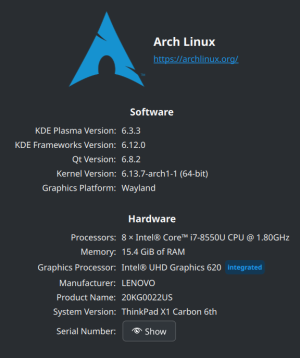 Arch Linux
https://archlinux.org/
Software
KDE Plasma Version: 6.3.3
KDE Frameworks Version: 6.12.0
Qt Version: 6.8.2
Kernel Version: 6.13.7-arch1-1 (64-bit)
Graphics Platform: Wayland
Hardware
Processors: 8 × Intel® Core™ i7-8550U CPU @ 1.80GHz
Memory: 15.4 GiB of RAM
Graphics Processor: Intel® UHD Graphics 620 Integrated
Manufacturer: LENOVO
Product Name: 20KG0022US
System Version: ThinkPad X1 Carbon 6th
Serial Number: Show